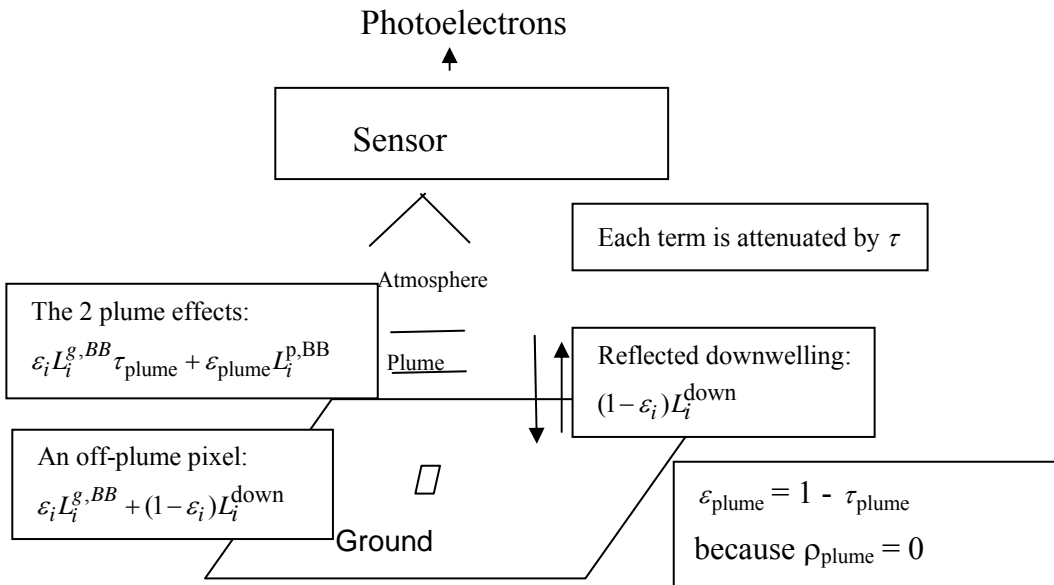 Photoelectrons
Sensor
Each term is attenuated by τ
Atmosphere
The 2 plume effects:
ε_i L_i^{g,BB} τ_plume + ε_plume L_i^{p,BB}
Plume
Reflected downwelling:
(1 − ε_i) L_i^{down}
An off-plume pixel:
ε_i L_i^{g,BB} + (1 − ε_i) L_i^{down}
Ground
ε_plume = 1 - τ_plume
because ρ_plume = 0